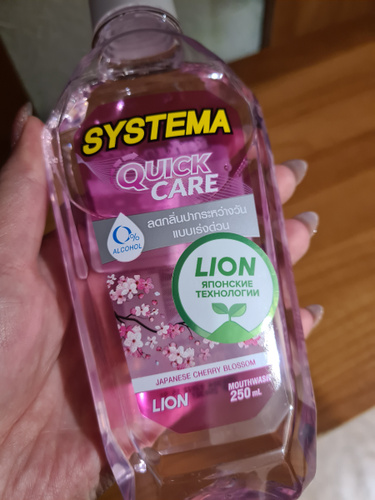 SYSTEMA
QUICK
CARE
ลดกลิ่นปากระหว่างวัน
แบบเร่งด่วน
0%
ALCOHOL
LION
ЯПОНСКИЕ
ТЕХНОЛОГИИ
JAPANESE CHERRY BLOSSOM
LION
MOUTHWASH
250 mL